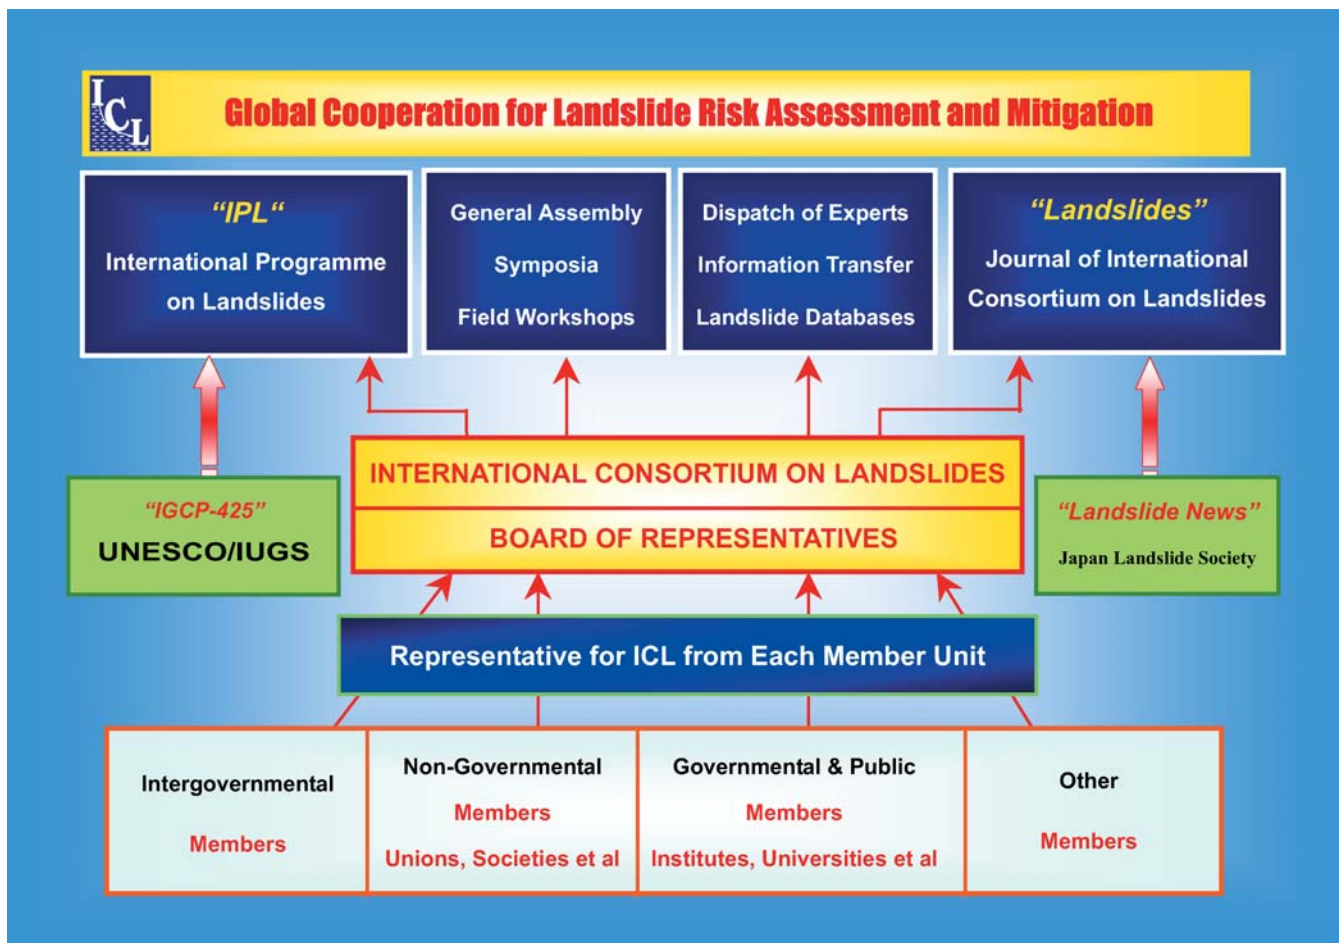 ICL
Global Cooperation for Landslide Risk Assessment and Mitigation
“IPL“
International Programme
on Landslides
General Assembly
Symposia
Field Workshops
Dispatch of Experts
Information Transfer
Landslide Databases
“Landslides”
Journal of International
Consortium on Landslides
INTERNATIONAL CONSORTIUM ON LANDSLIDES
BOARD OF REPRESENTATIVES
“IGCP-425”
UNESCO/IUGS
“Landslide News”
Japan Landslide Society
Representative for ICL from Each Member Unit
Intergovernmental
Members
Non-Governmental
Members
Unions, Societies et al
Governmental & Public
Members
Institutes, Universities et al
Other
Members